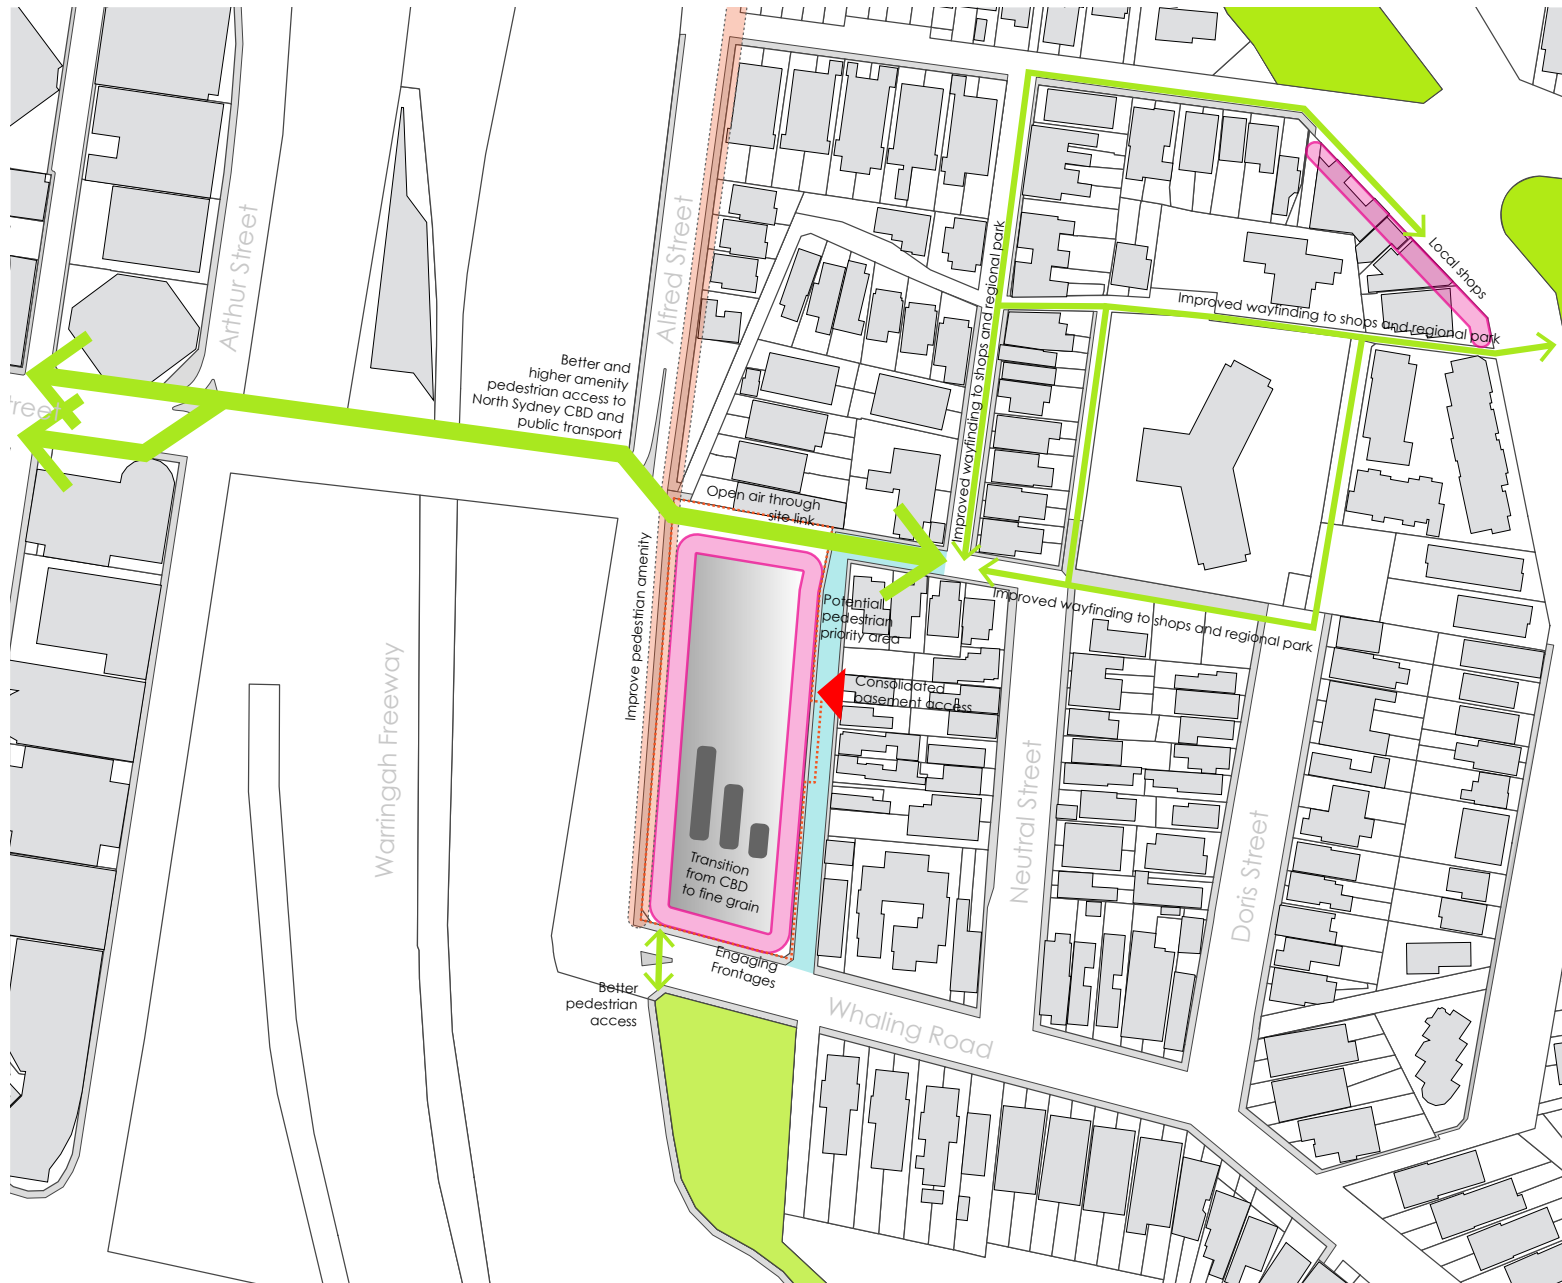 Arthur Street
Alfred Street
Better and
higher amenity
pedestrian access to
North Sydney CBD and
public transport
Improved wayfinding to shops and regional park
Local shops
Improved wayfinding to shops and regional park
treet
Open air through
site link
Improve pedestrian amenity
Improved wayfinding to shops and regional park
Potential
pedestrian
priority area
Consolidated
basement access
Warringah Freeway
Neutral Street
Doris Street
Transition
from CBD
to fine grain
Engaging
Frontages
Better
pedestrian
access
Whaling Road